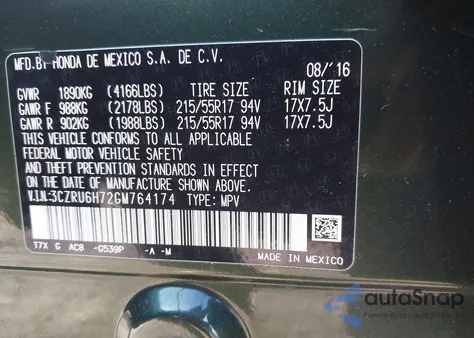 MFD.BY HONDA DE MEXICO S.A. DE C.V.
08/'16
GVWR 1890KG (4166LBS) TIRE SIZE RIM SIZE
GAWR F 988KG (2178LBS) 215/55R17 94V 17X7.5J
GAWR R 902KG (1988LBS) 215/55R17 94V 17X7.5J
THIS VEHICLE CONFORMS TO ALL APPLICABLE
FEDERAL MOTOR VEHICLE SAFETY
AND THEFT PREVENTION STANDARDS IN EFFECT
ON THE DATE OF MANUFACTURE SHOWN ABOVE.
V.I.N.:3CZRU6H72GM764174 TYPE: MPV
T7X G AC8 -G539P -A -M
MADE IN MEXICO
autoSnap